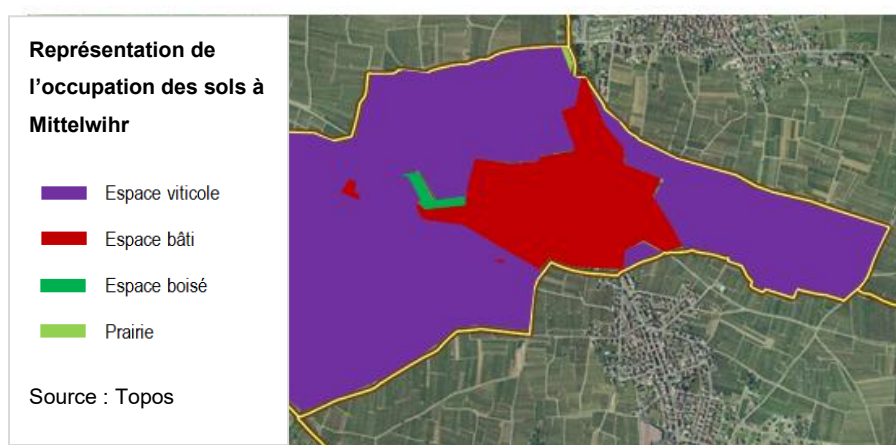 Représentation de
l’occupation des sols à
Mittelwihr
Espace viticole
Espace bâti
Espace boisé
Prairie
Source : Topos